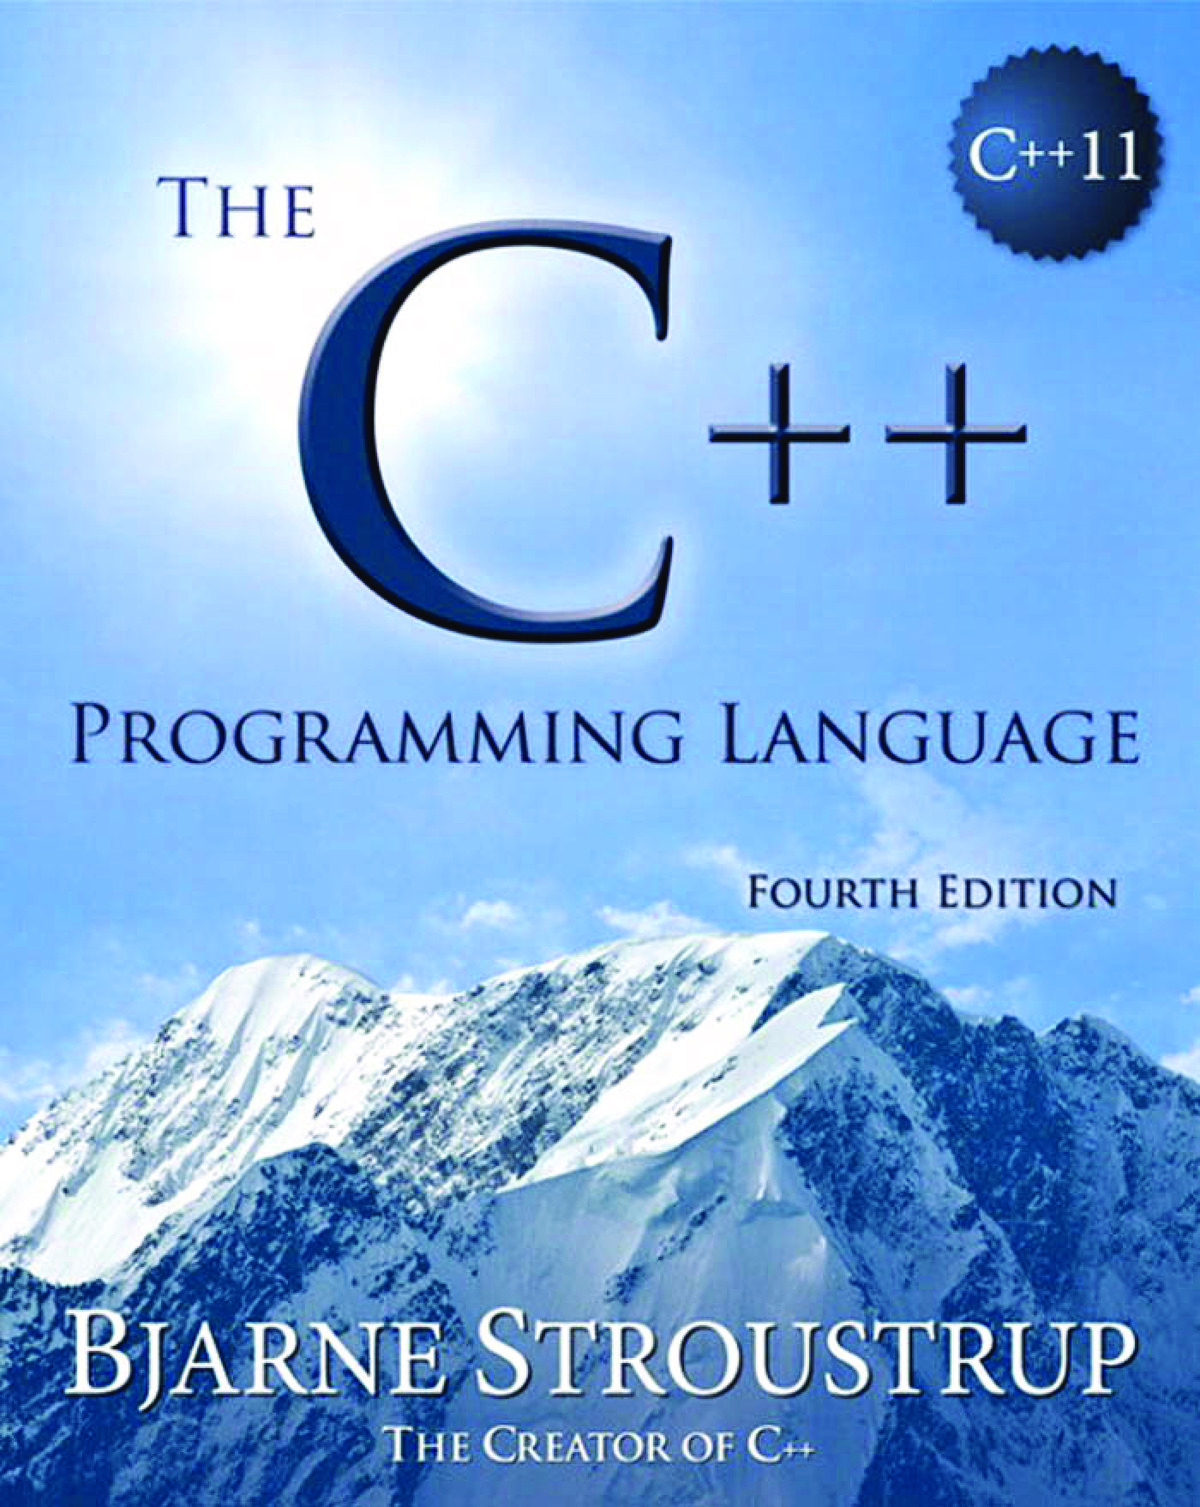 C++11
THE
C++
PROGRAMMING LANGUAGE
FOURTH EDITION
BJARNE STROUSTRUP
THE CREATOR OF C++